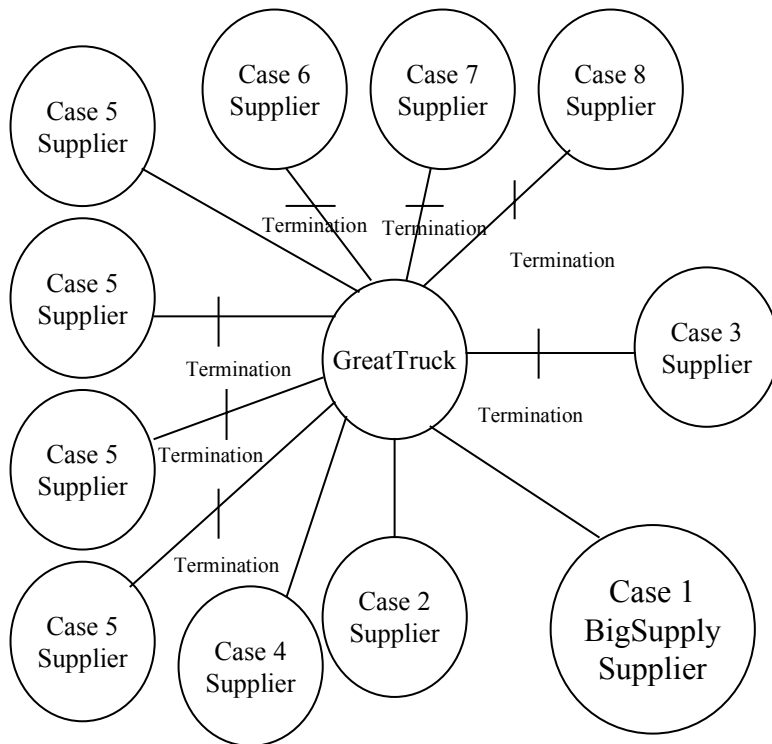 Case 6
Supplier
Case 7
Supplier
Case 8
Supplier
Case 5
Supplier
Termination
Termination
Termination
Case 5
Supplier
Case 3
Supplier
GreatTruck
Termination
Termination
Case 5
Supplier
Termination
Termination
Case 5
Supplier
Case 4
Supplier
Case 2
Supplier
Case 1
BigSupply
Supplier